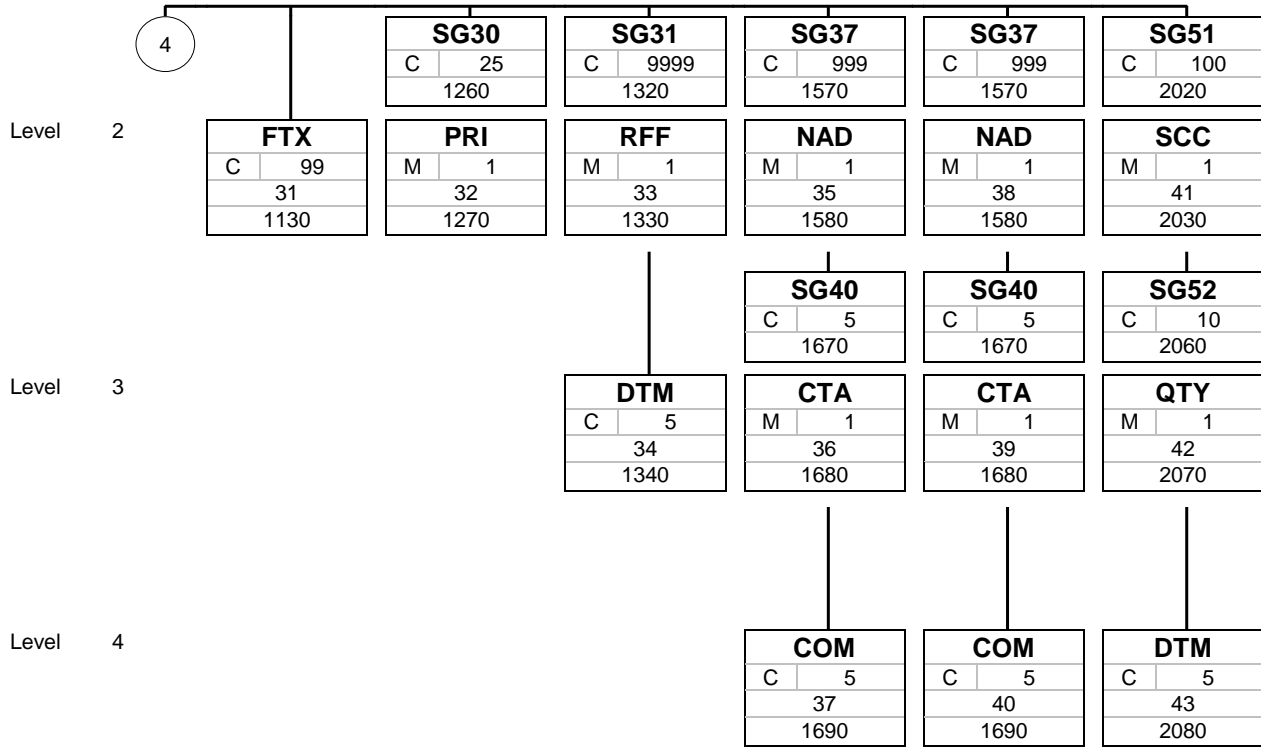 4
SG30 SG31 SG37 SG37 SG51
C 25 C 9999 C 999 C 999 C 100
1260 1320 1570 1570 2020
Level 2 FTX PRI RFF NAD NAD SCC
C 99 M 1 M 1 M 1 M 1 M 1
31 32 33 35 38 41
1130 1270 1330 1580 1580 2030
SG40 SG40 SG52
C 5 C 5 C 10
1670 1670 2060
Level 3 DTM CTA CTA QTY
C 5 M 1 M 1 M 1
34 36 39 42
1340 1680 1680 2070
Level 4 COM COM DTM
C 5 C 5 C 5
37 40 43
1690 1690 2080